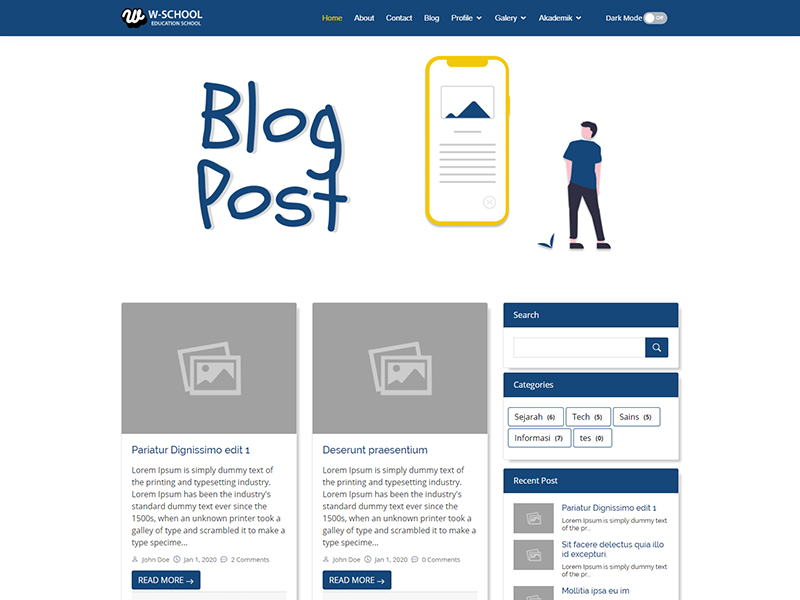 W-SCHOOL
EDUCATION SCHOOL
Home About Contact Blog Profile Galery Akademik Dark Mode Off
Blog
Post
Pariatur Dignissimo edit 1
Lorem Ipsum is simply dummy text of
the printing and typesetting industry.
Lorem Ipsum has been the industry's
standard dummy text ever since the
1500s, when an unknown printer took a
galley of type and scrambled it to make a
type specime...
John Doe Jan 1, 2020 2 Comments
READ MORE →
Deserunt praesentium
Lorem Ipsum is simply dummy text of
the printing and typesetting industry.
Lorem Ipsum has been the industry's
standard dummy text ever since the
1500s, when an unknown printer took a
galley of type and scrambled it to make a
type specime...
John Doe Jan 1, 2020 0 Comments
READ MORE →
Search
Categories
Sejarah (6) Tech (5) Sains (5)
Informasi (7) tes (0)
Recent Post
Pariatur Dignissimo edit 1
Lorem Ipsum is simply dummy text
of the pr...
Sit facere delectus quia illo
id excepturi.
Lorem Ipsum is simply dummy text
of the pr...
Mollitia ipsa eu im